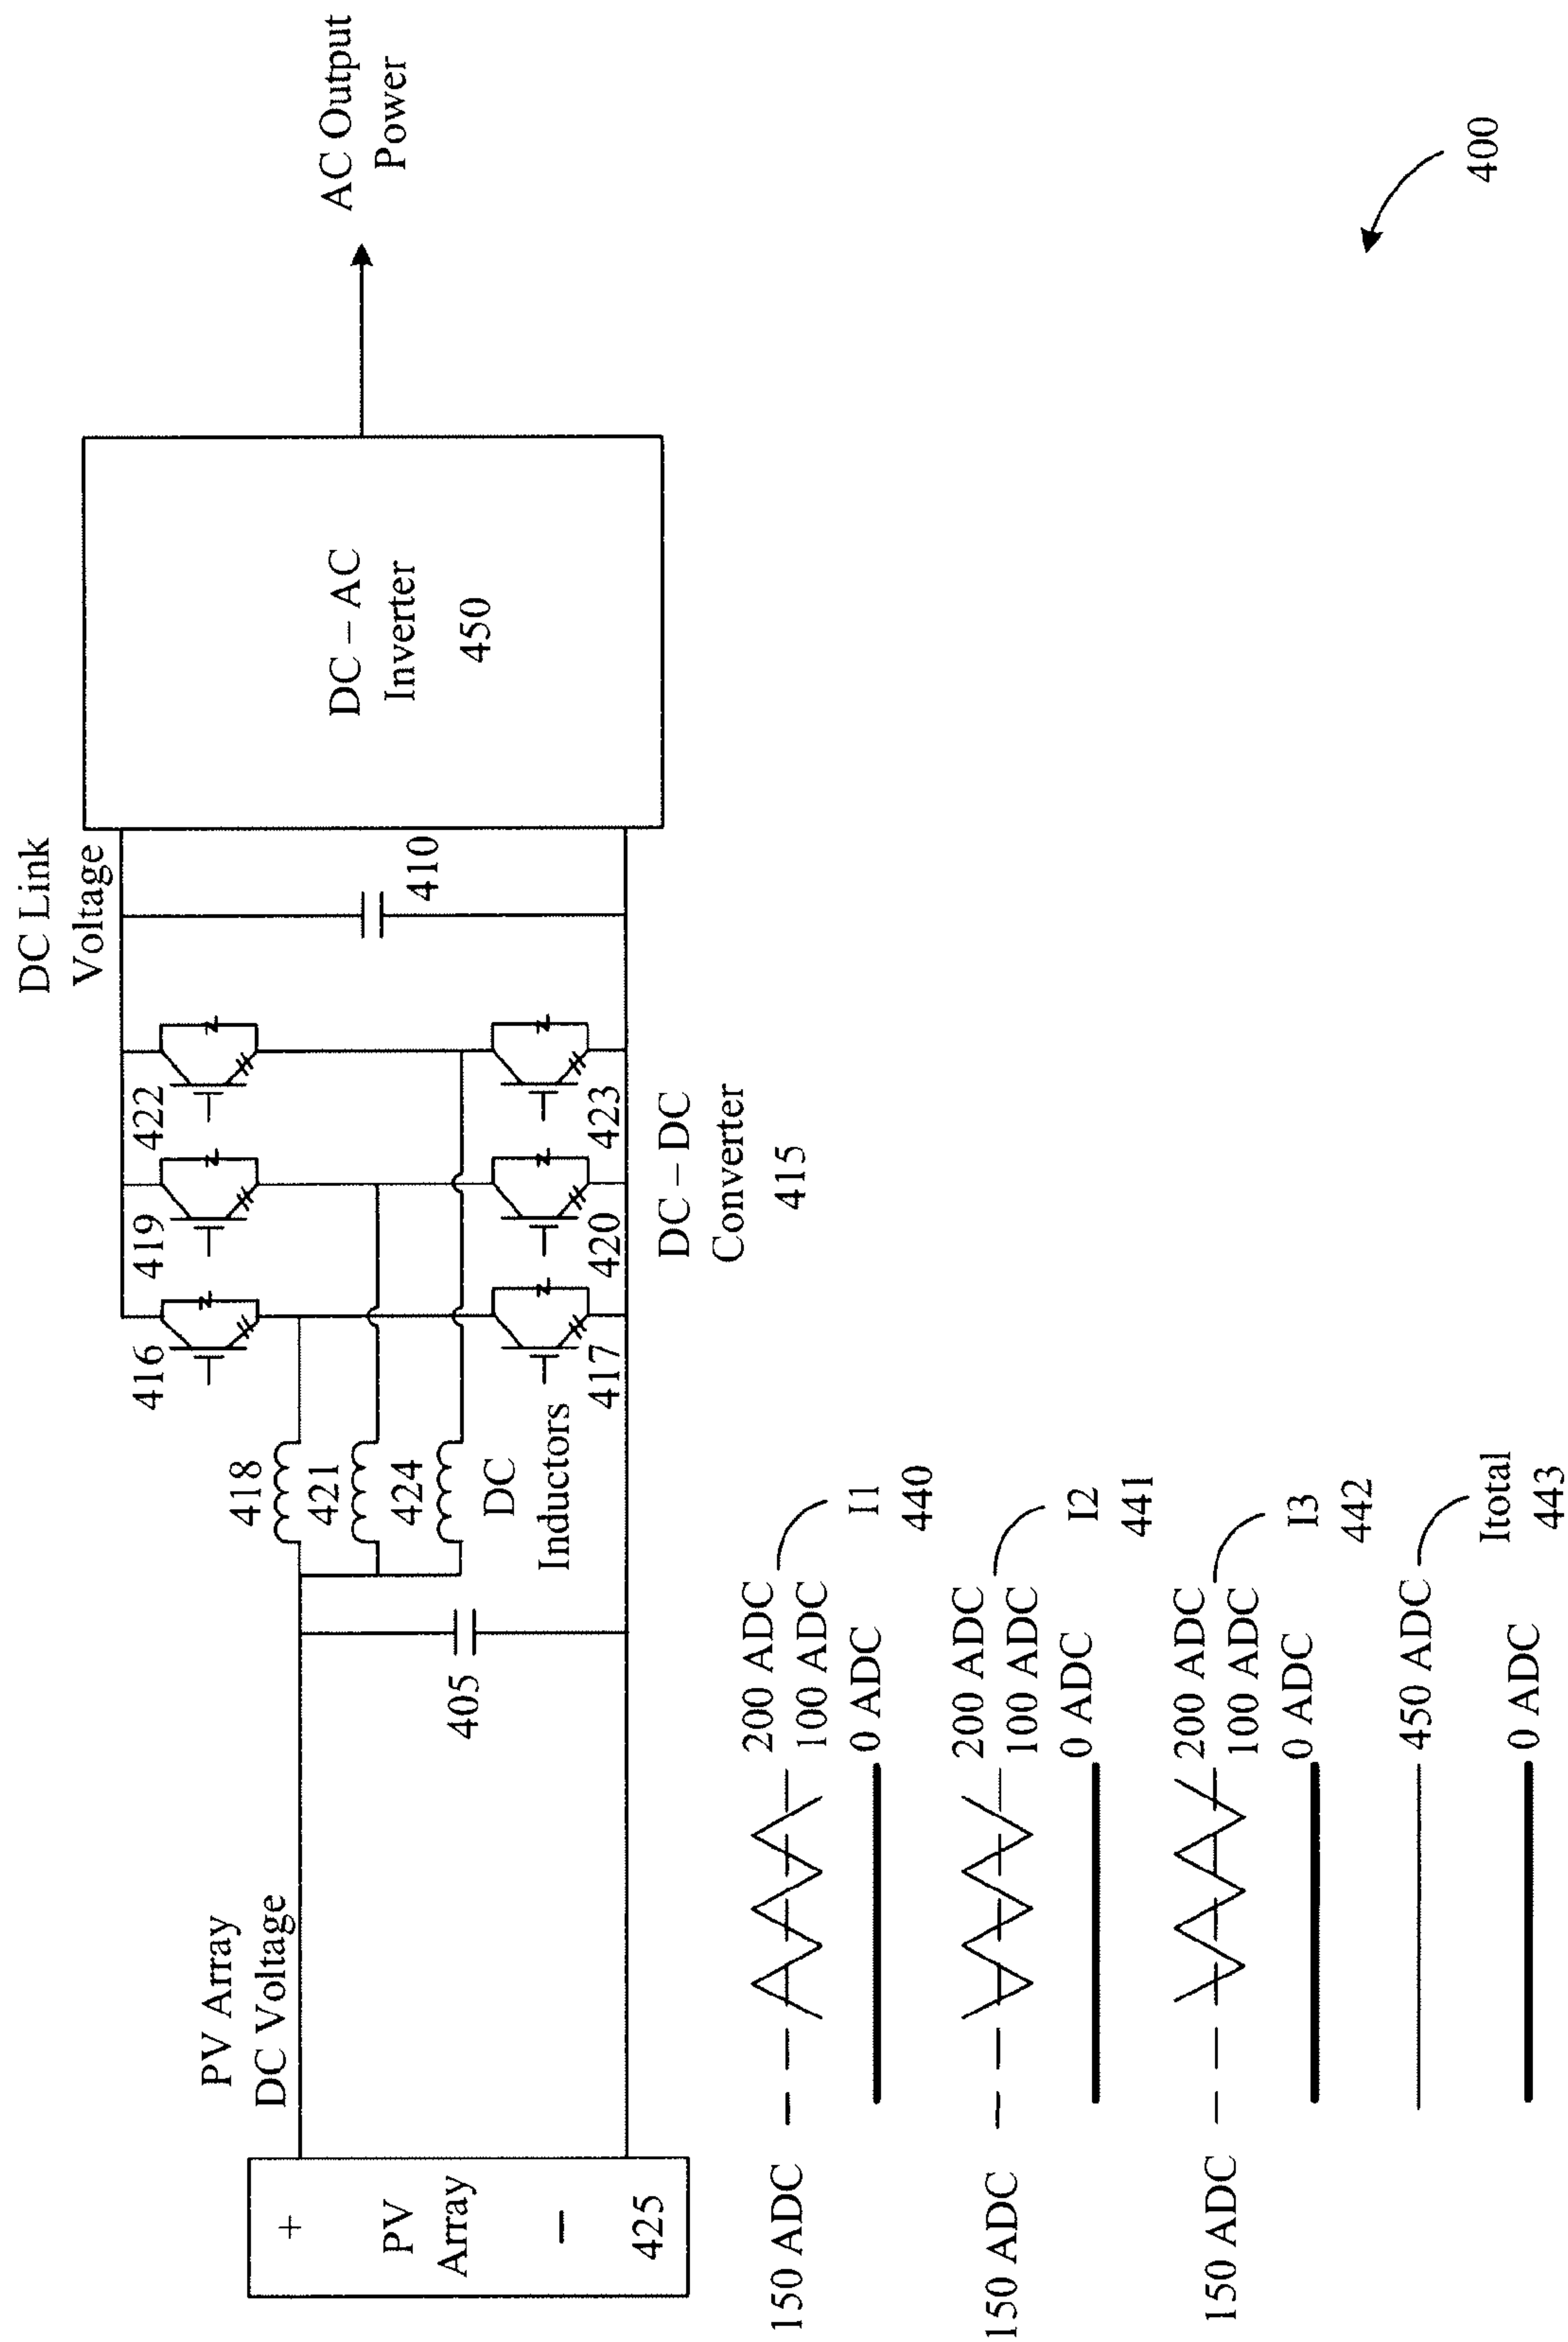 DC Link
Voltage
AC Output
Power
PV Array
DC Voltage
+
PV
Array
–
425
405
418
421
424
DC
Inductors
416
419
422
417
420
423
410
DC – DC
Converter
415
DC – AC
Inverter
450
150 ADC
200 ADC
100 ADC
0 ADC
I1
440
150 ADC
200 ADC
100 ADC
0 ADC
I2
441
150 ADC
200 ADC
100 ADC
0 ADC
I3
442
450 ADC
0 ADC
Itotal
443
400